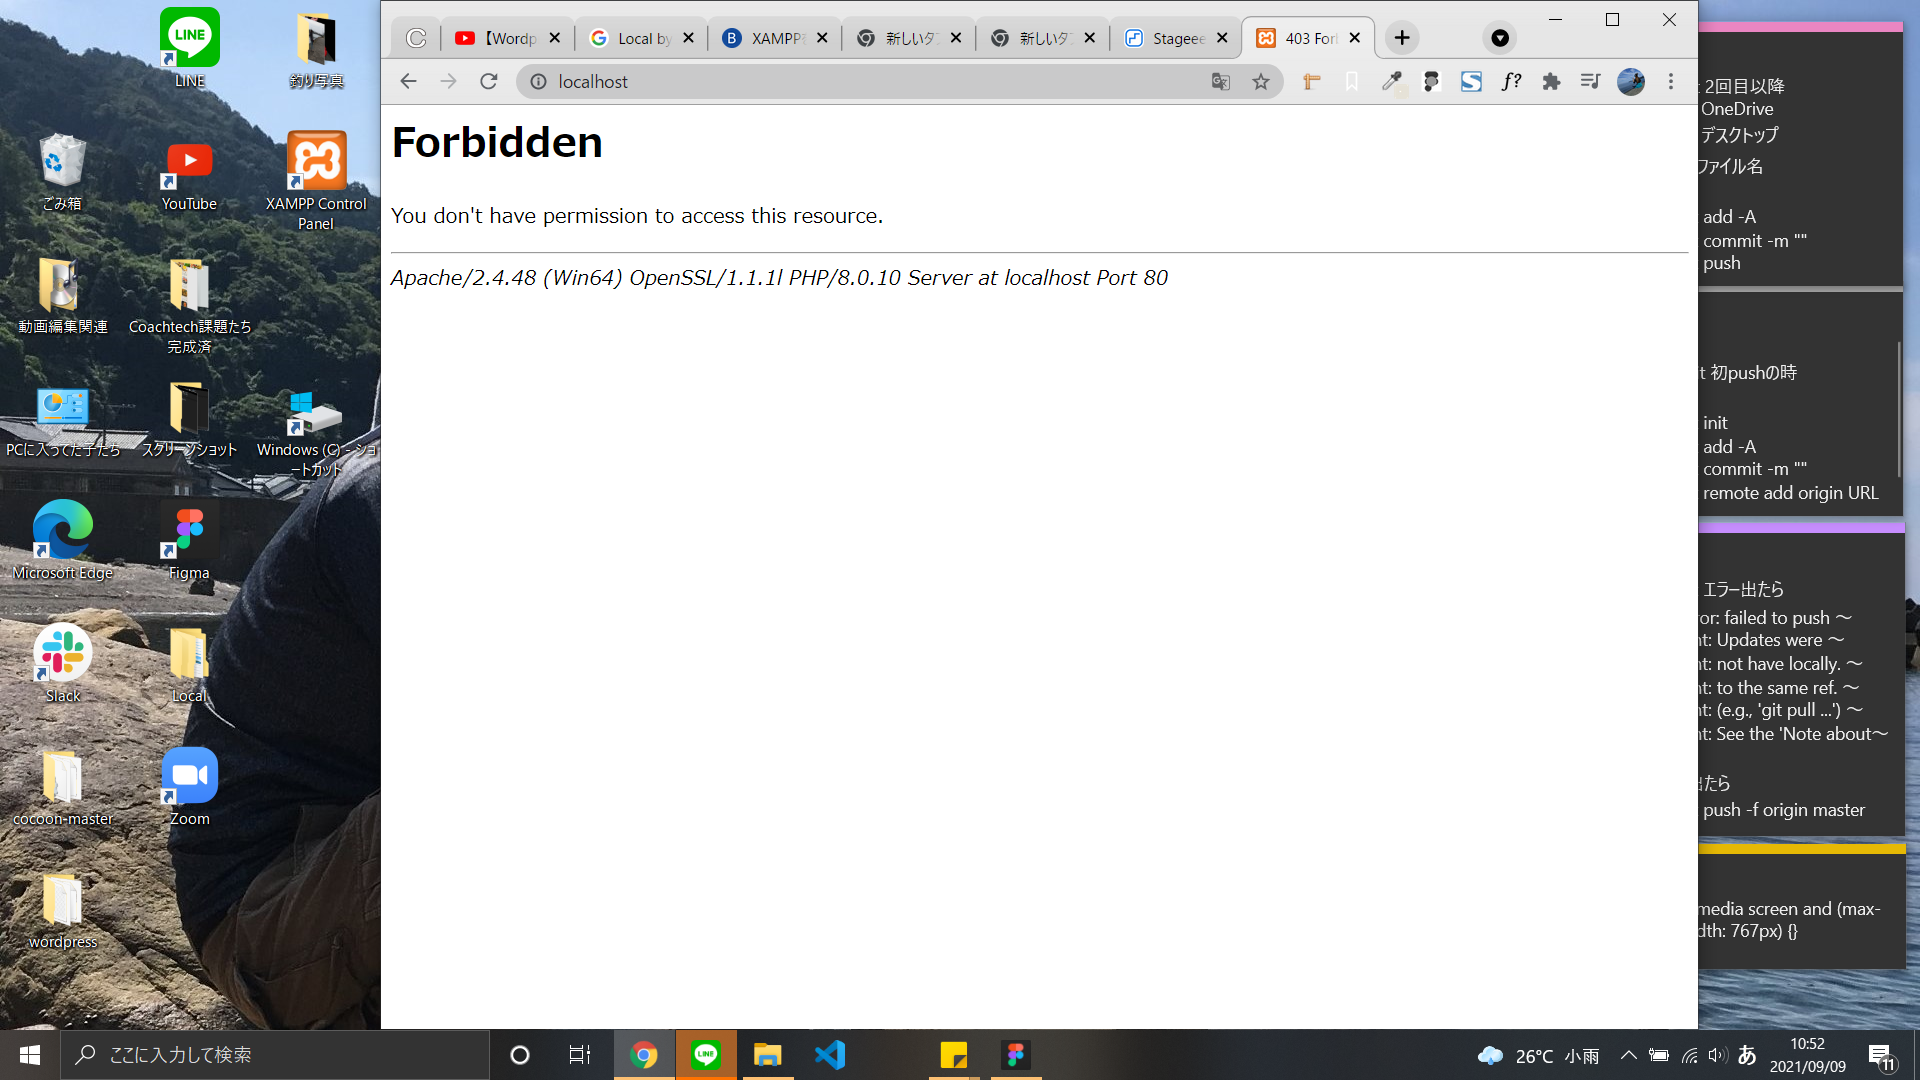 LINE
釣り写真
ごみ箱
YouTube
XAMPP Control
Panel
動画編集関連
Coachtech課題たち
完成済
PCに入ってた子たち
スクリーンショット
Windows (C) - ショ
ートカット
Microsoft Edge
Figma
Slack
Local
cocoon-master
Zoom
wordpress
【Wordp
Local by
XAMPP
新しいタブ
新しいタブ
Stageee
403 For
localhost
f?
Forbidden
You don't have permission to access this resource.
Apache/2.4.48 (Win64) OpenSSL/1.1.1l PHP/8.0.10 Server at localhost Port 80
2回目以降
OneDrive
デスクトップ
ファイル名
add -A
commit -m ""
push
t 初pushの時
init
add -A
commit -m ""
remote add origin URL
エラー出たら
or: failed to push ～
nt: Updates were ～
nt: not have locally. ～
nt: to the same ref. ～
nt: (e.g., 'git pull ...') ～
nt: See the 'Note about～
出たら
push -f origin master
media screen and (max-
dth: 767px) {}
ここに入力して検索
26°C 小雨
あ
10:52
2021/09/09
11